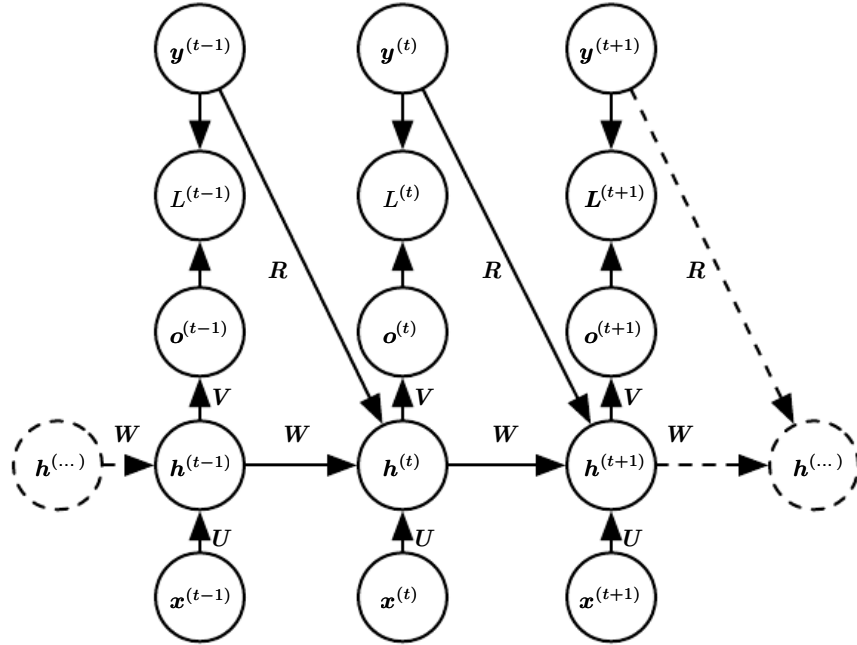 y^(t−1) y^(t) y^(t+1)
L^(t−1) L^(t) L^(t+1)
R R R
o^(t−1) o^(t) o^(t+1)
V V V
W W W W
h^(...) h^(t−1) h^(t) h^(t+1) h^(...)
U U U
x^(t−1) x^(t) x^(t+1)